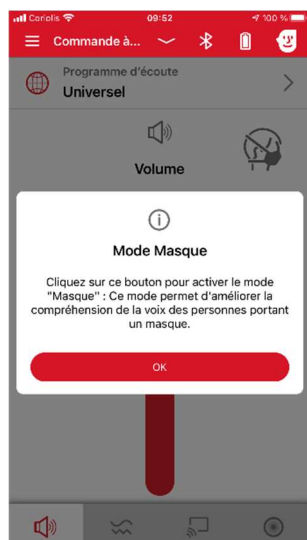 Coriolis 09:52 100 %
Commande à...
Programme d'écoute
Universel
Volume
Mode Masque
Cliquez sur ce bouton pour activer le mode
"Masque" : Ce mode permet d'améliorer la
compréhension de la voix des personnes portant
un masque.
OK